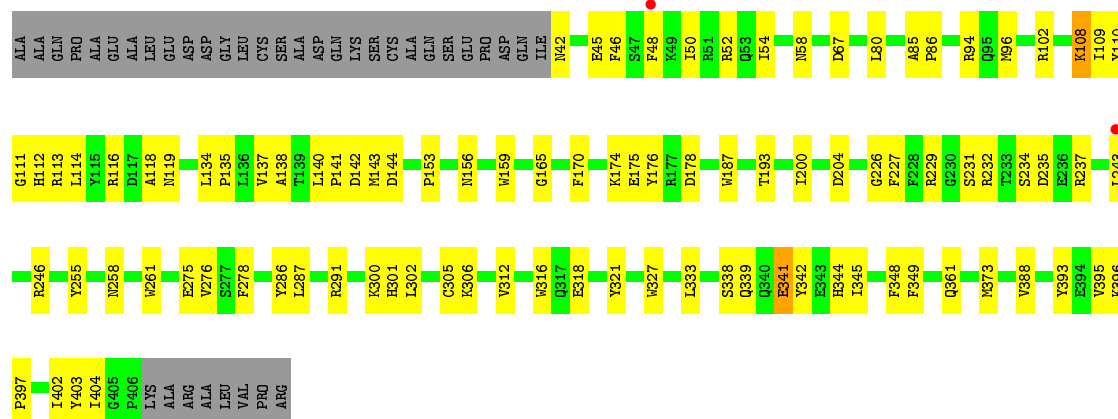 ALA ALA GLN PRO ALA GLU ALA LEU GLU ASP ASP GLY LEU CYS SER ALA ASP GLN LYS SER CYS ALA GLN SER GLU PRO ASP GLN ILE N42 E45 F46 S47 F48 K49 I50 R51 R52 Q53 I54 N58 D67 L80 A85 P86 R94 Q95 M96 R102 K108 I109 Y110
G111 H112 R113 L114 Y115 R116 D117 A118 N119 L134 P135 L136 V137 A138 T139 L140 P141 D142 M143 D144 P153 N156 W159 G165 F170 K174 E175 Y176 R177 D178 W187 T193 I200 D204 G226 F227 F228 R229 G230 S231 R232 T233 S234 D235 E236 R237 L243
R246 Y255 N258 W261 E275 V276 S277 F278 Y286 L287 R291 K300 H301 L302 C305 K306 V312 W316 Q317 E318 Y321 W327 L333 S338 Q339 Q340 E341 Y342 E343 H344 I345 F348 F349 Q361 M373 V388 Y393 E394 V395 K396
P397 I402 Y403 I404 G405 P406 LYS ALA ARG ALA LEU VAL PRO ARG